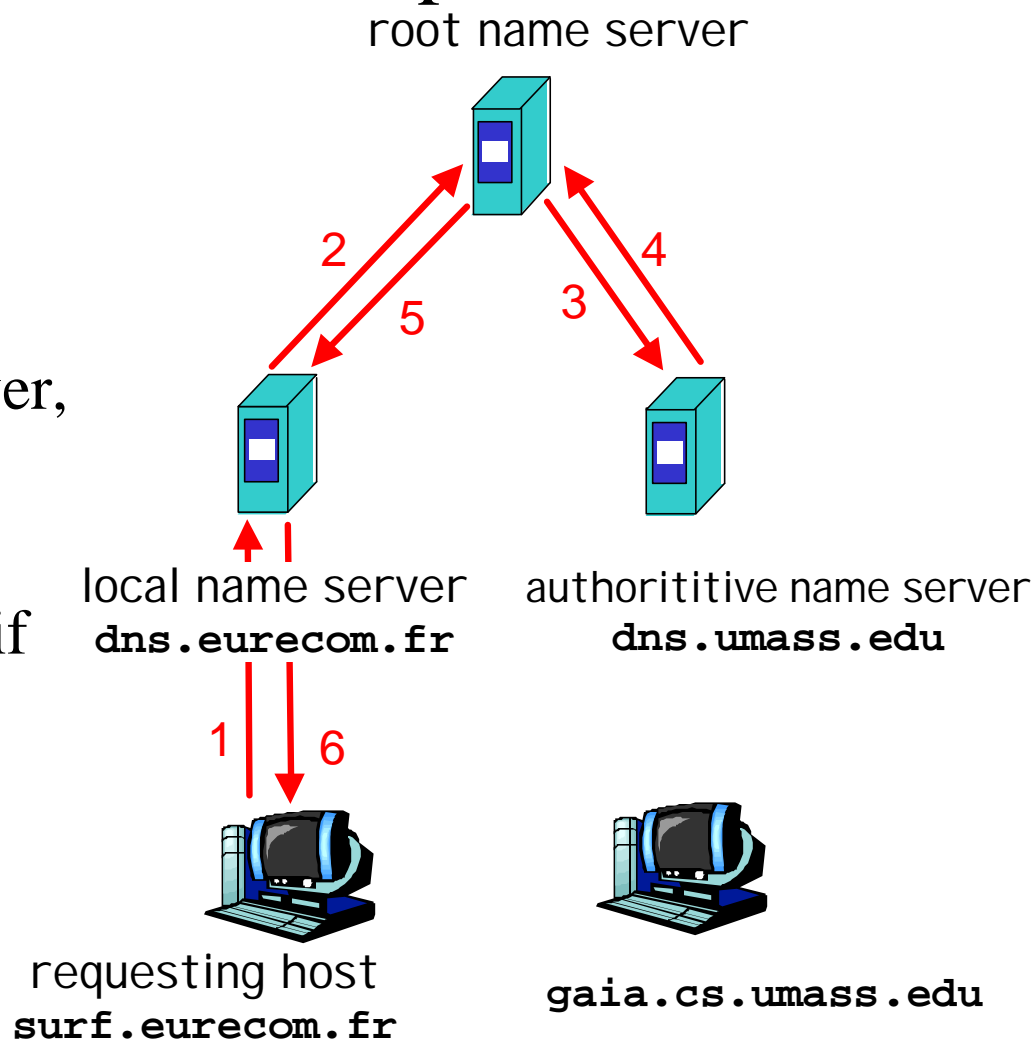 root name server
2
4
3
5
er,
local name server
authorititive name server
if
dns.eurecom.fr
dns.umass.edu
1
6
requesting host
surf.eurecom.fr
gaia.cs.umass.edu